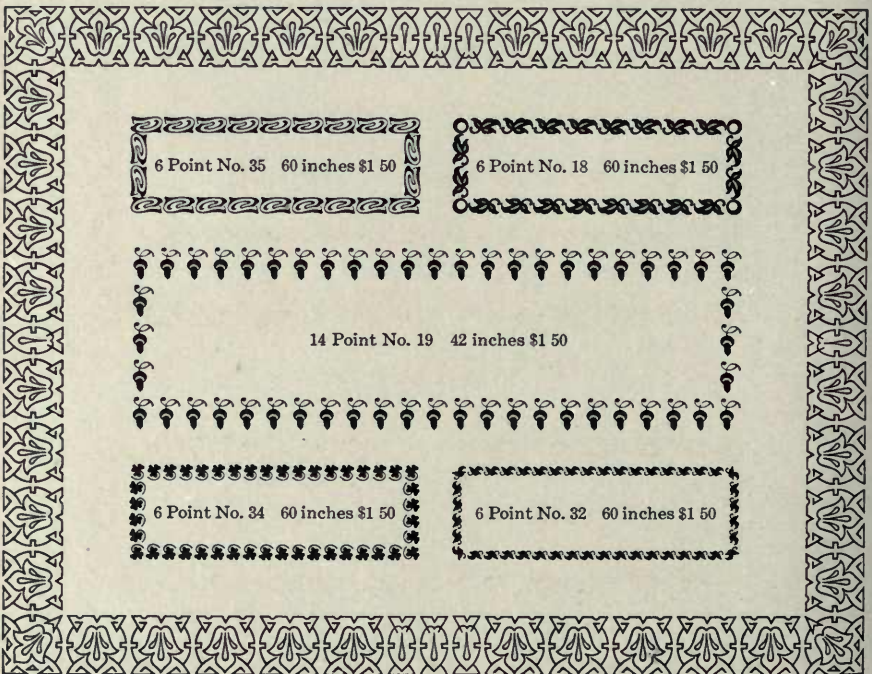 6 Point No. 35 60 inches $1 50
6 Point No. 18 60 inches $1 50
14 Point No. 19 42 inches $1 50
6 Point No. 34 60 inches $1 50
6 Point No. 32 60 inches $1 50